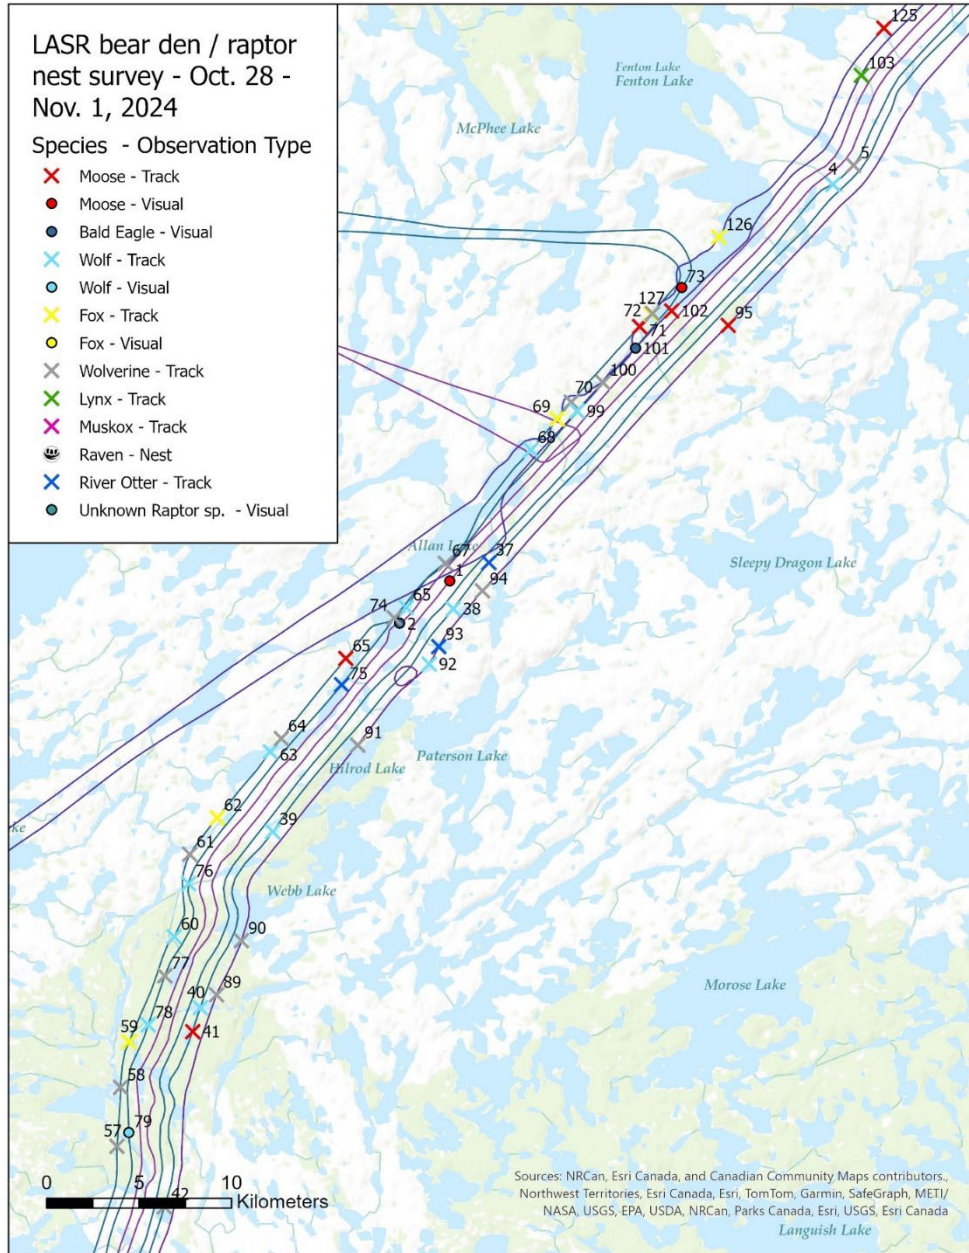 LASR bear den / raptor
nest survey - Oct. 28 -
Nov. 1, 2024
Species - Observation Type
Moose - Track
Moose - Visual
Bald Eagle - Visual
Wolf - Track
Wolf - Visual
Fox - Track
Fox - Visual
Wolverine - Track
Lynx - Track
Muskox - Track
Raven - Nest
River Otter - Track
Unknown Raptor sp. - Visual
125
Fenton Lake
Fenton Lake
103
McPhee Lake
5
4
126
73
127
102
72
95
71
101
100
70
99
69
68
Allan
67
37
1
Sleepy Dragon Lake
94
65
74
38
2
93
65
92
75
64
91
63
Paterson Lake
Hilrod Lake
62
39
ke
61
76
Webb Lake
60
90
77
89
Morose Lake
40
78
59
41
58
79
57
0 10
Kilometers
42
Sources: NRCan, Esri Canada, and Canadian Community Maps contributors.,
Northwest Territories, Esri Canada, Esri, TomTom, Garmin, SafeGraph, METI/
NASA, USGS, EPA, USDA, NRCan, Parks Canada, Esri, USGS, Esri Canada
Languish Lake